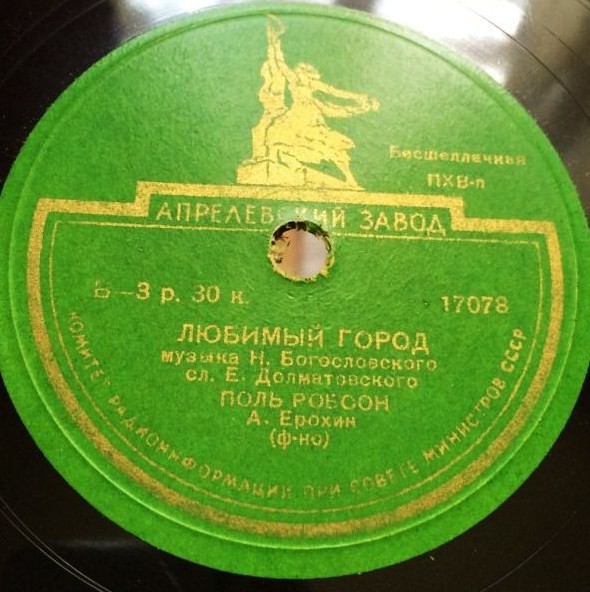 Бесшеллачная
ПХВ-п
АПРЕЛЕВСКИЙ ЗАВОД
Б—3 р. 30 к.
17078
ЛЮБИМЫЙ ГОРОД
музыка Н. Богословского
сл. Е. Долматовского
ПОЛЬ РОБСОН
А. Ерохин
(ф-но)
КОМИТЕТ РАДИОИНФОРМАЦИИ ПРИ СОВЕТЕ МИНИСТРОВ СССР